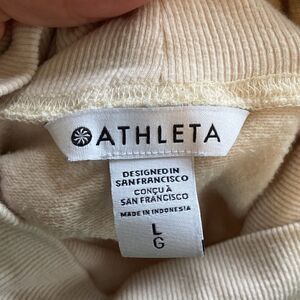 ATHLETA
DESIGNED IN
SAN FRANCISCO
CONÇU À
SAN FRANCISCO
MADE IN INDONESIA
L
G